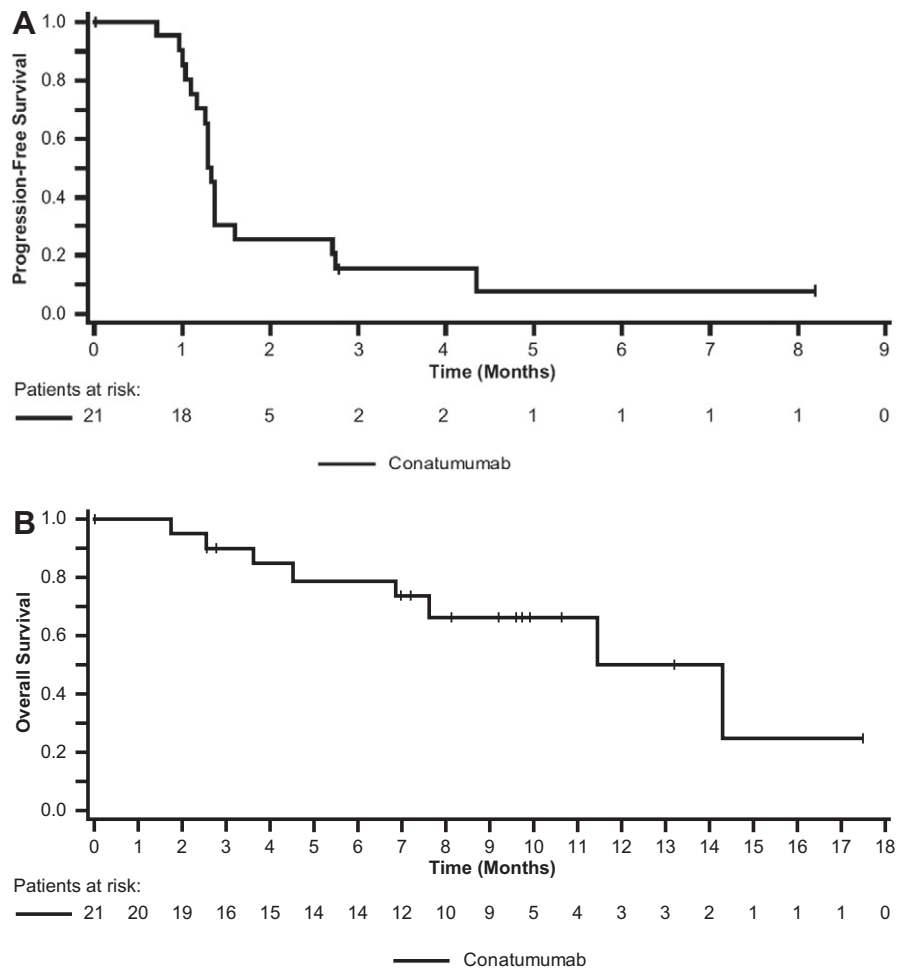 A
Progression-Free Survival
1.0
0.8
0.6
0.4
0.2
0.0
0 1 2 3 4 5 6 7 8 9
Time (Months)
Patients at risk:
21 18 5 2 2 1 1 1 1 0
Conatumumab
B
Overall Survival
1.0
0.8
0.6
0.4
0.2
0.0
0 1 2 3 4 5 6 7 8 9 10 11 12 13 14 15 16 17 18
Time (Months)
Patients at risk:
21 20 19 16 15 14 14 12 10 9 5 4 3 3 2 1 1 1 0
Conatumumab